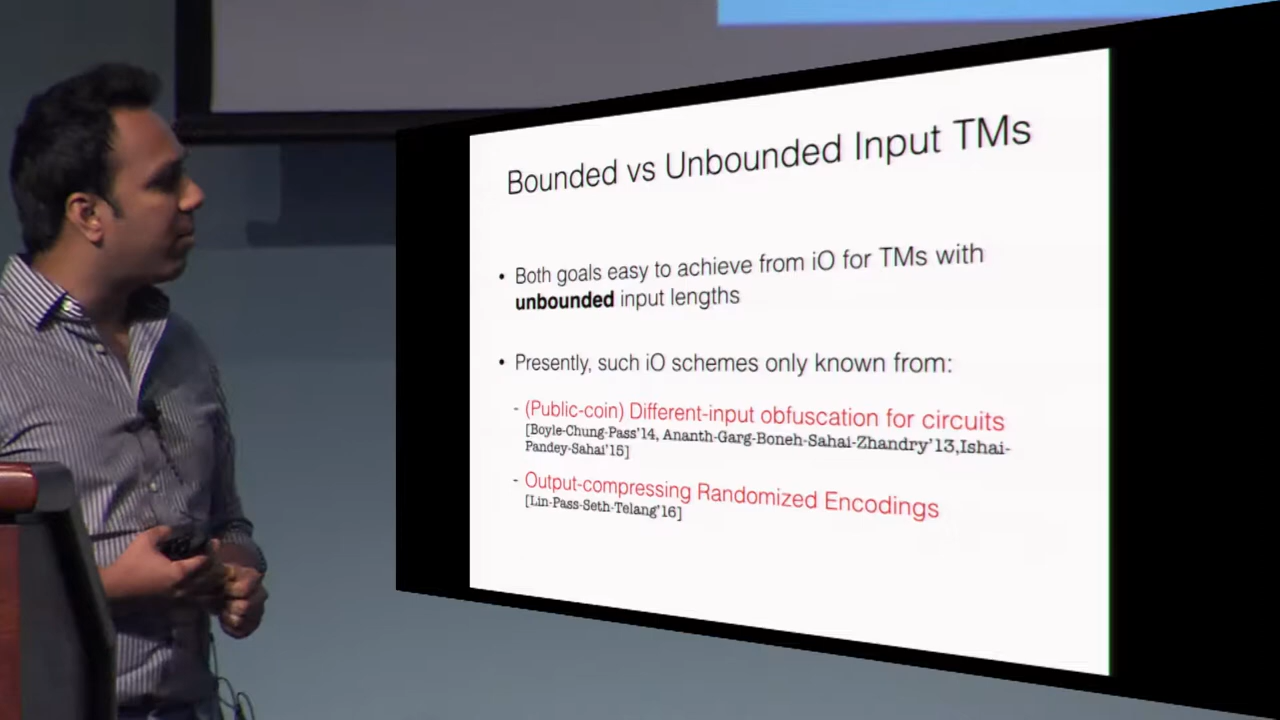 Bounded vs Unbounded Input TMs
• Both goals easy to achieve from iO for TMs with
unbounded input lengths
• Presently, such iO schemes only known from:
- (Public-coin) Different-input obfuscation for circuits
[Boyle-Chung-Pass'14, Ananth-Garg-Boneh-Sahai-Zhandry'13,Ishai-
Pandey-Sahai'15]
- Output-compressing Randomized Encodings
[Lin-Pass-Seth-Telang'16]